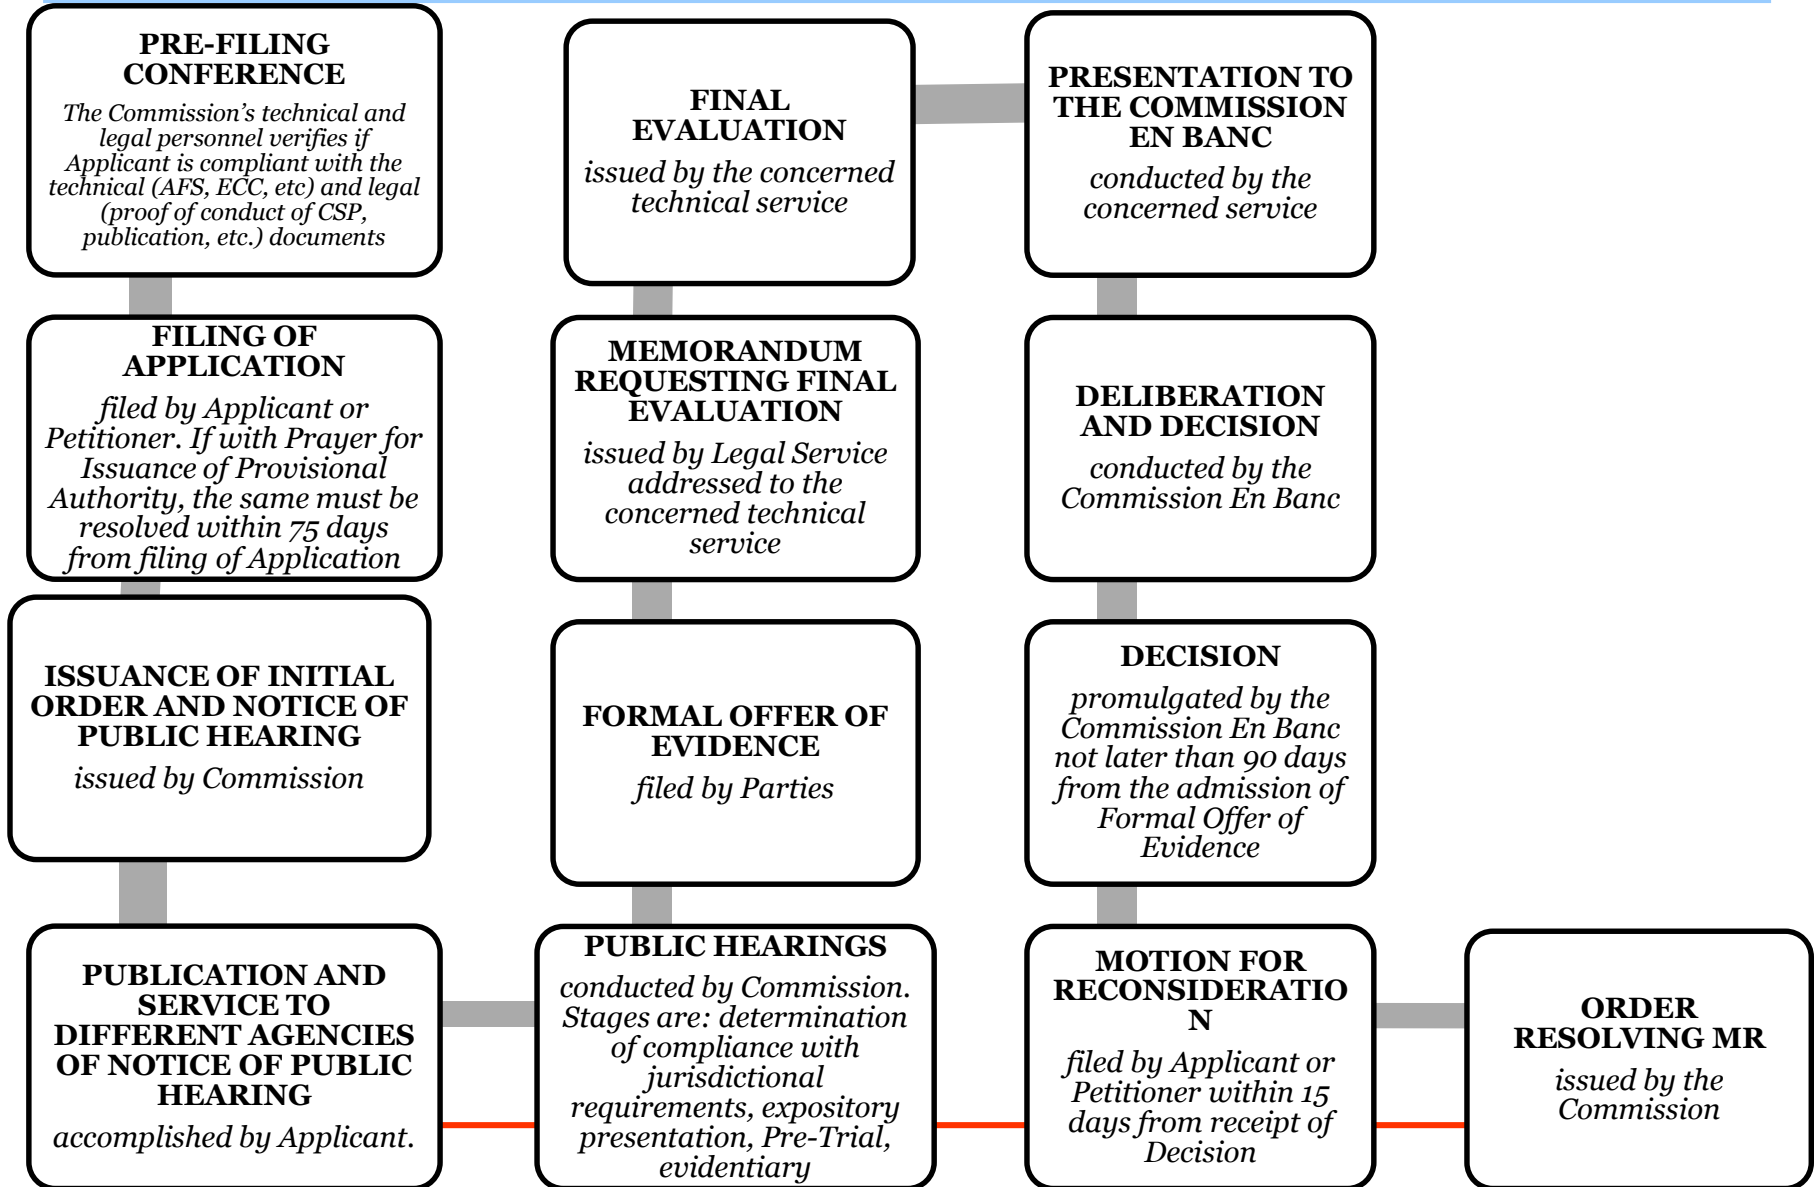 PRE-FILING
CONFERENCE
The Commission's technical and
legal personnel verifies if
Applicant is compliant with the
technical (AFS, ECC, etc) and legal
(proof of conduct of CSP,
publication, etc.) documents
FILING OF
APPLICATION
filed by Applicant or
Petitioner. If with Prayer for
Issuance of Provisional
Authority, the same must be
resolved within 75 days
from filing of Application
ISSUANCE OF INITIAL
ORDER AND NOTICE OF
PUBLIC HEARING
issued by Commission
PUBLICATION AND
SERVICE TO
DIFFERENT AGENCIES
OF NOTICE OF PUBLIC
HEARING
accomplished by Applicant.
PUBLIC HEARINGS
conducted by Commission.
Stages are: determination
of compliance with
jurisdictional
requirements, expository
presentation, Pre-Trial,
evidentiary
FORMAL OFFER OF
EVIDENCE
filed by Parties
MEMORANDUM
REQUESTING FINAL
EVALUATION
issued by Legal Service
addressed to the
concerned technical
service
FINAL
EVALUATION
issued by the concerned
technical service
PRESENTATION TO
THE COMMISSION
EN BANC
conducted by the
concerned service
DELIBERATION
AND DECISION
conducted by the
Commission En Banc
DECISION
promulgated by the
Commission En Banc
not later than 90 days
from the admission of
Formal Offer of
Evidence
MOTION FOR
RECONSIDERATIO
N
filed by Applicant or
Petitioner within 15
days from receipt of
Decision
ORDER
RESOLVING MR
issued by the
Commission